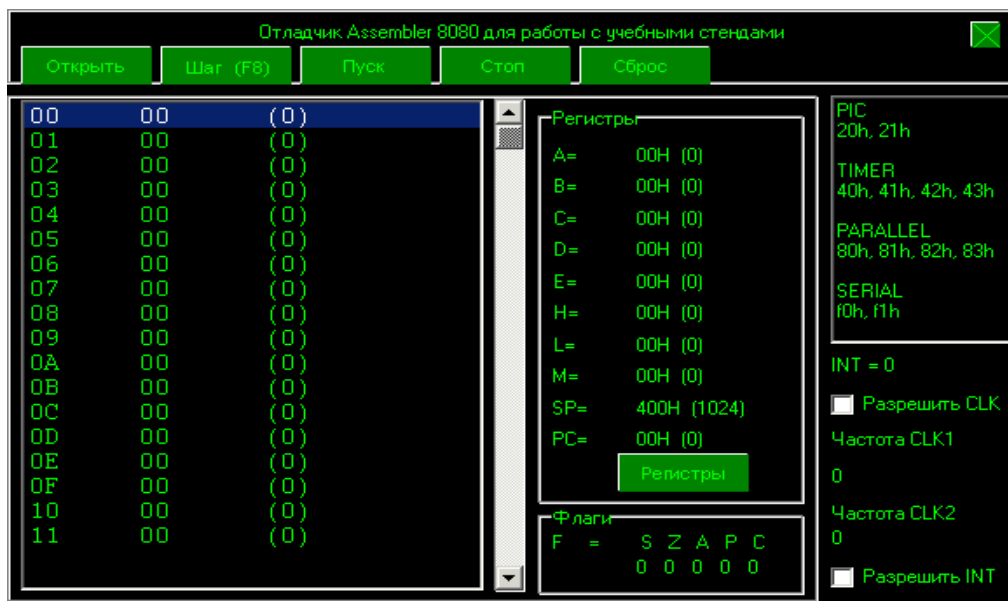 Отладчик Assembler 8080 для работы с учебными стендами
Открыть Шаг (F8) Пуск Стоп Сброс
00 00 (0)
01 00 (0)
02 00 (0)
03 00 (0)
04 00 (0)
05 00 (0)
06 00 (0)
07 00 (0)
08 00 (0)
09 00 (0)
0A 00 (0)
0B 00 (0)
0C 00 (0)
0D 00 (0)
0E 00 (0)
0F 00 (0)
10 00 (0)
11 00 (0)
Регистры
A= 00H (0)
B= 00H (0)
C= 00H (0)
D= 00H (0)
E= 00H (0)
H= 00H (0)
L= 00H (0)
M= 00H (0)
SP= 400H (1024)
PC= 00H (0)
Регистры
Флаги
F = S Z A P C
0 0 0 0 0
PIC
20h, 21h
TIMER
40h, 41h, 42h, 43h
PARALLEL
80h, 81h, 82h, 83h
SERIAL
f0h, f1h
INT = 0
Разрешить CLK
Частота CLK1
0
Частота CLK2
0
Разрешить INT